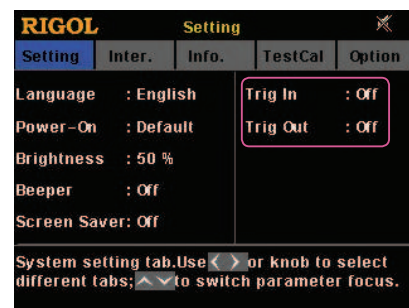 RIGOL Setting
Setting Inter. Info. TestCal Option
Language : English Trig In : Off
Power-On : Default Trig Out : Off
Brightness : 50 %
Beeper : Off
Screen Saver: Off
System setting tab.Use < > or knob to select
different tabs; to switch parameter focus.